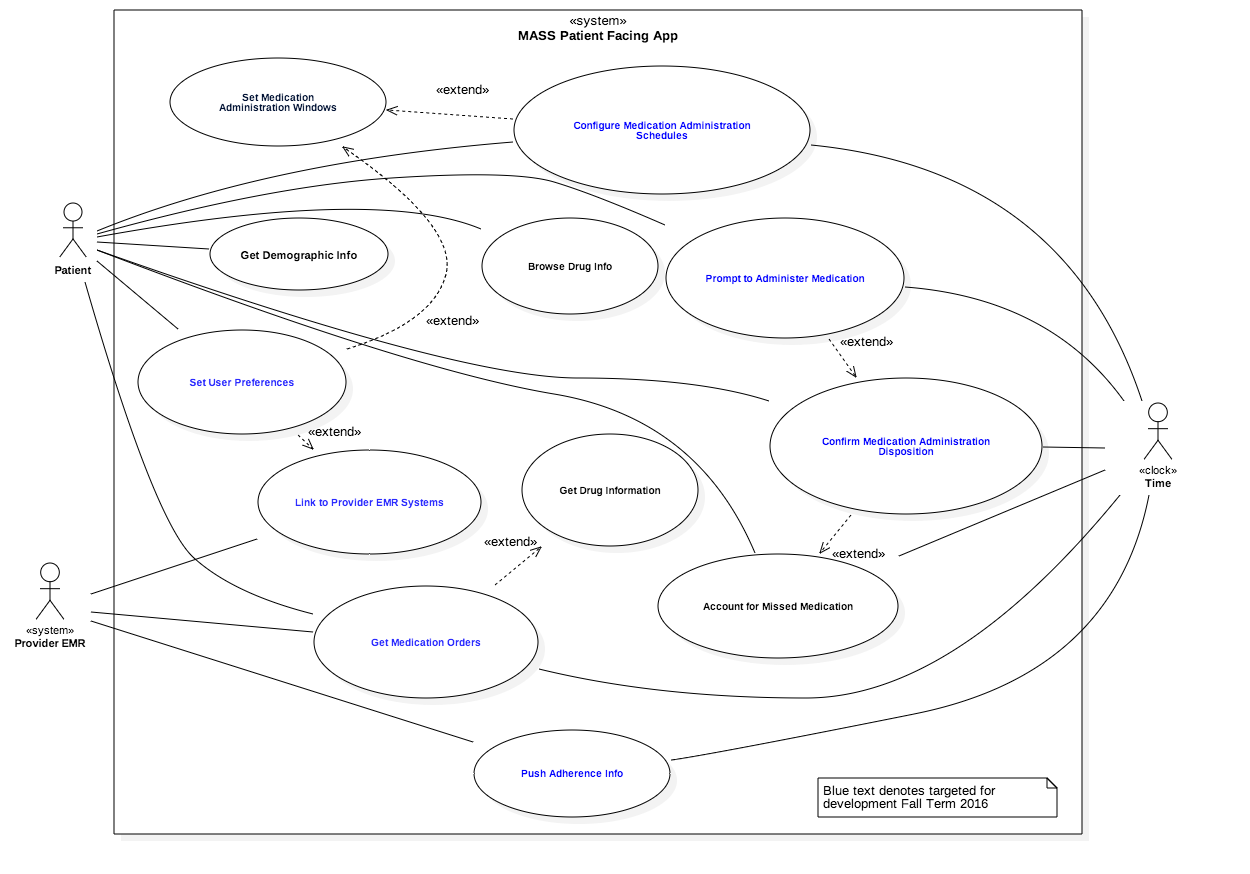 «system»
MASS Patient Facing App
Set Medication
Administration Windows
«extend»
Configure Medication Administration
Schedules
Patient
Get Demographic Info
Browse Drug Info
Prompt to Administer Medication
«extend»
«extend»
Set User Preferences
«extend»
Confirm Medication Administration
Disposition
«clock»
Time
Link to Provider EMR Systems
Get Drug Information
«extend»
«extend»
«system»
Provider EMR
Get Medication Orders
Account for Missed Medication
Push Adherence Info
Blue text denotes targeted for
development Fall Term 2016